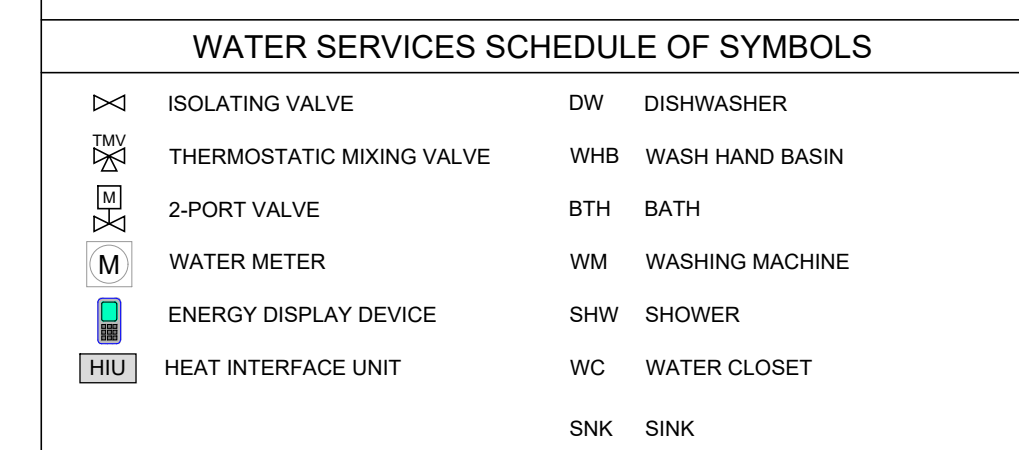 WATER SERVICES SCHEDULE OF SYMBOLS
ISOLATING VALVE
TMV THERMOSTATIC MIXING VALVE
M 2-PORT VALVE
M WATER METER
ENERGY DISPLAY DEVICE
HIU HEAT INTERFACE UNIT
DW DISHWASHER
WHB WASH HAND BASIN
BTH BATH
WM WASHING MACHINE
SHW SHOWER
WC WATER CLOSET
SNK SINK